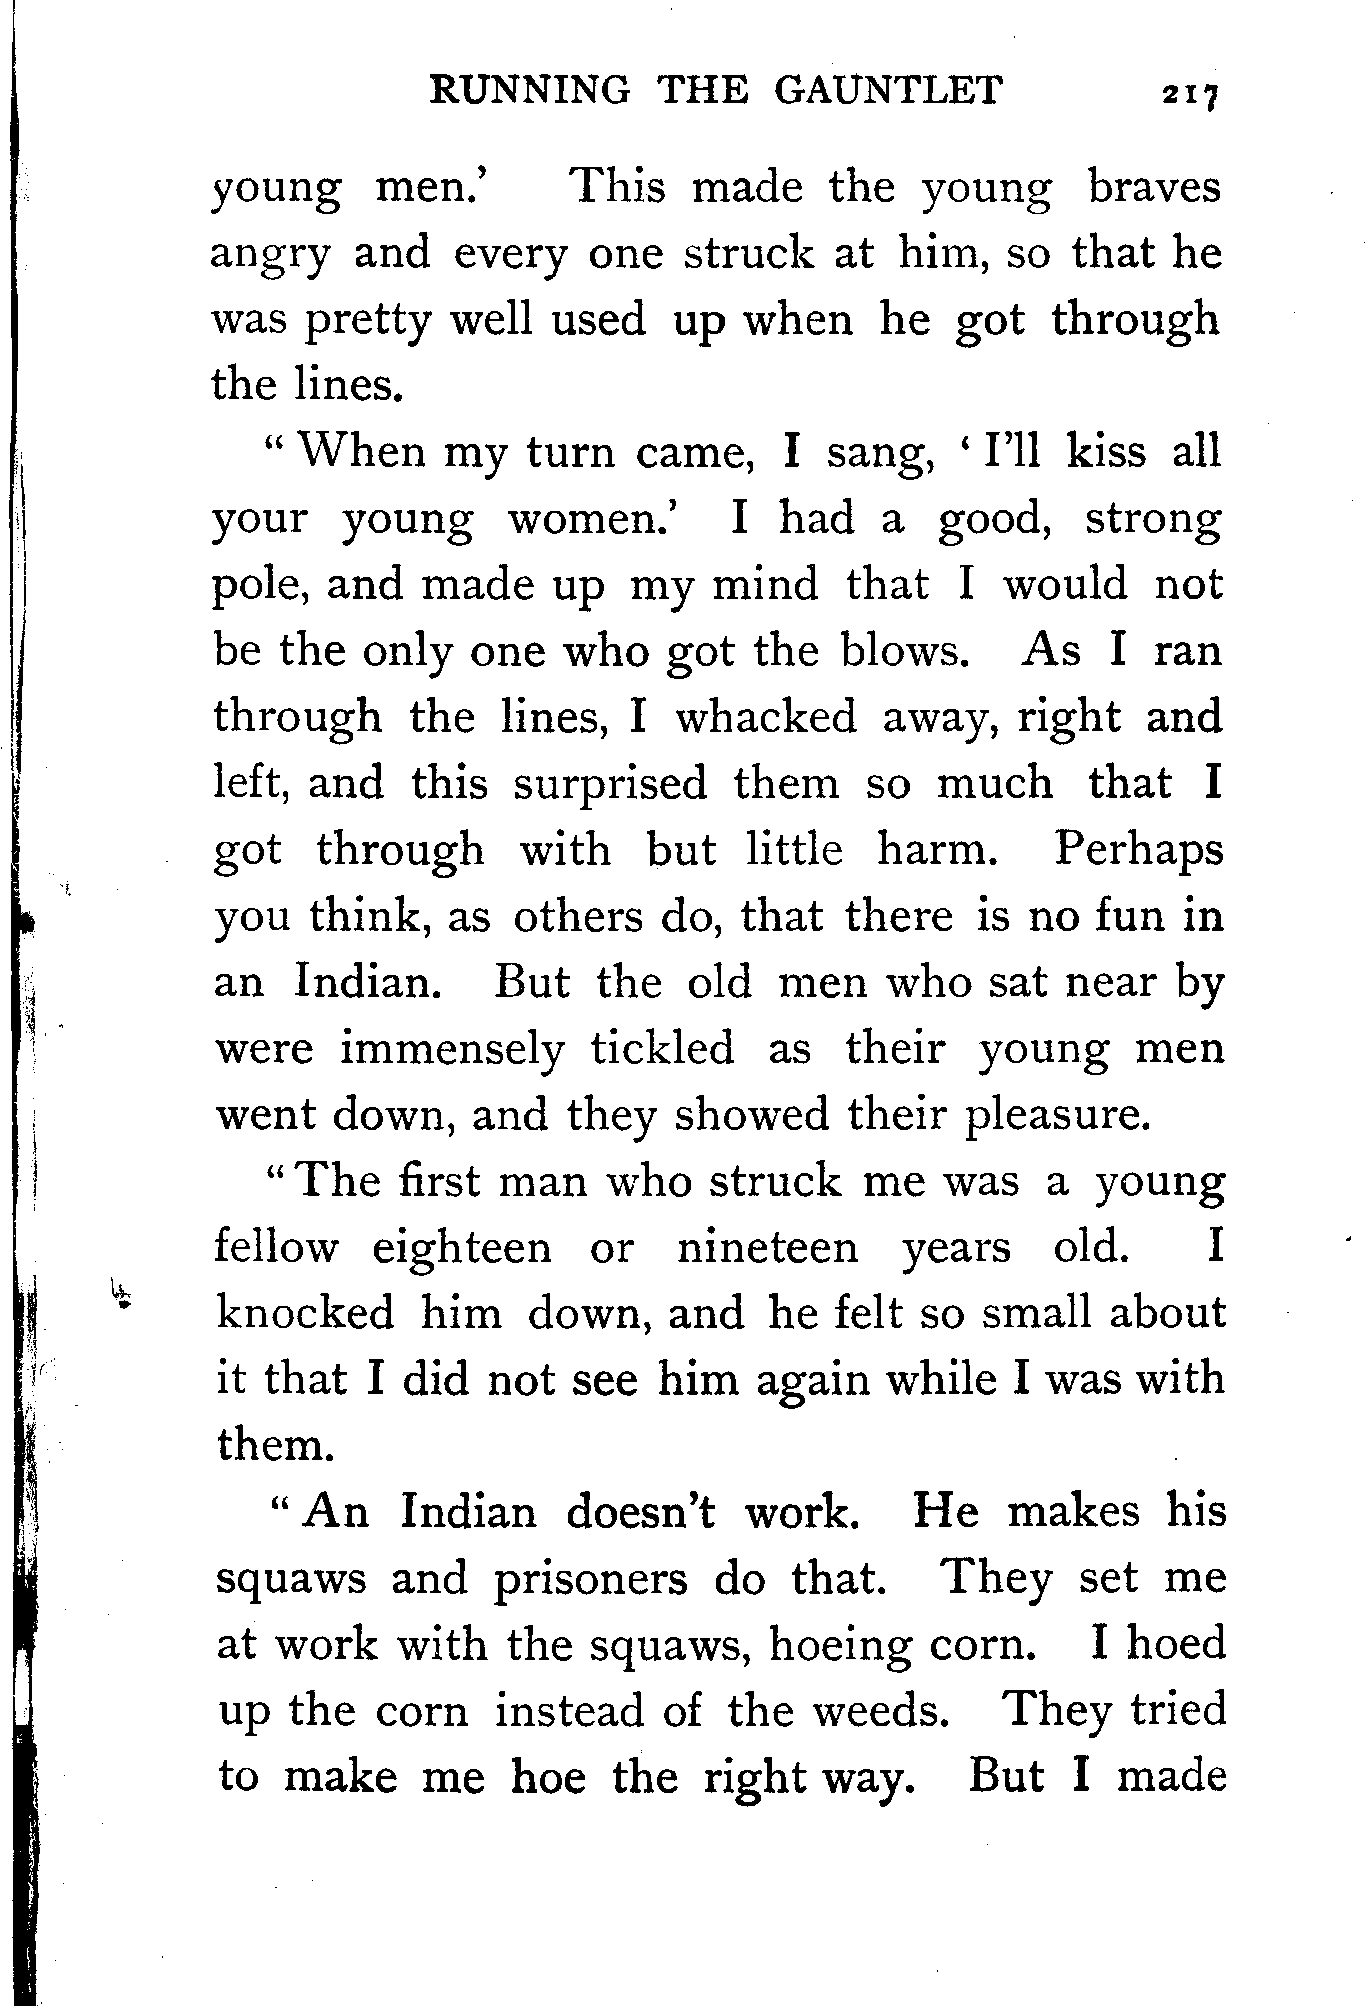 RUNNING THE GAUNTLET 217
young men.' This made the young braves
angry and every one struck at him, so that he
was pretty well used up when he got through
the lines.
“ When my turn came, I sang, ‘ I’ll kiss all
your young women.’ I had a good, strong
pole, and made up my mind that I would not
be the only one who got the blows. As I ran
through the lines, I whacked away, right and
left, and this surprised them so much that I
got through with but little harm. Perhaps
you think, as others do, that there is no fun in
an Indian. But the old men who sat near by
were immensely tickled as their young men
went down, and they showed their pleasure.
“ The first man who struck me was a young
fellow eighteen or nineteen years old. I
knocked him down, and he felt so small about
it that I did not see him again while I was with
them.
“ An Indian doesn’t work. He makes his
squaws and prisoners do that. They set me
at work with the squaws, hoeing corn. I hoed
up the corn instead of the weeds. They tried
to make me hoe the right way. But I made